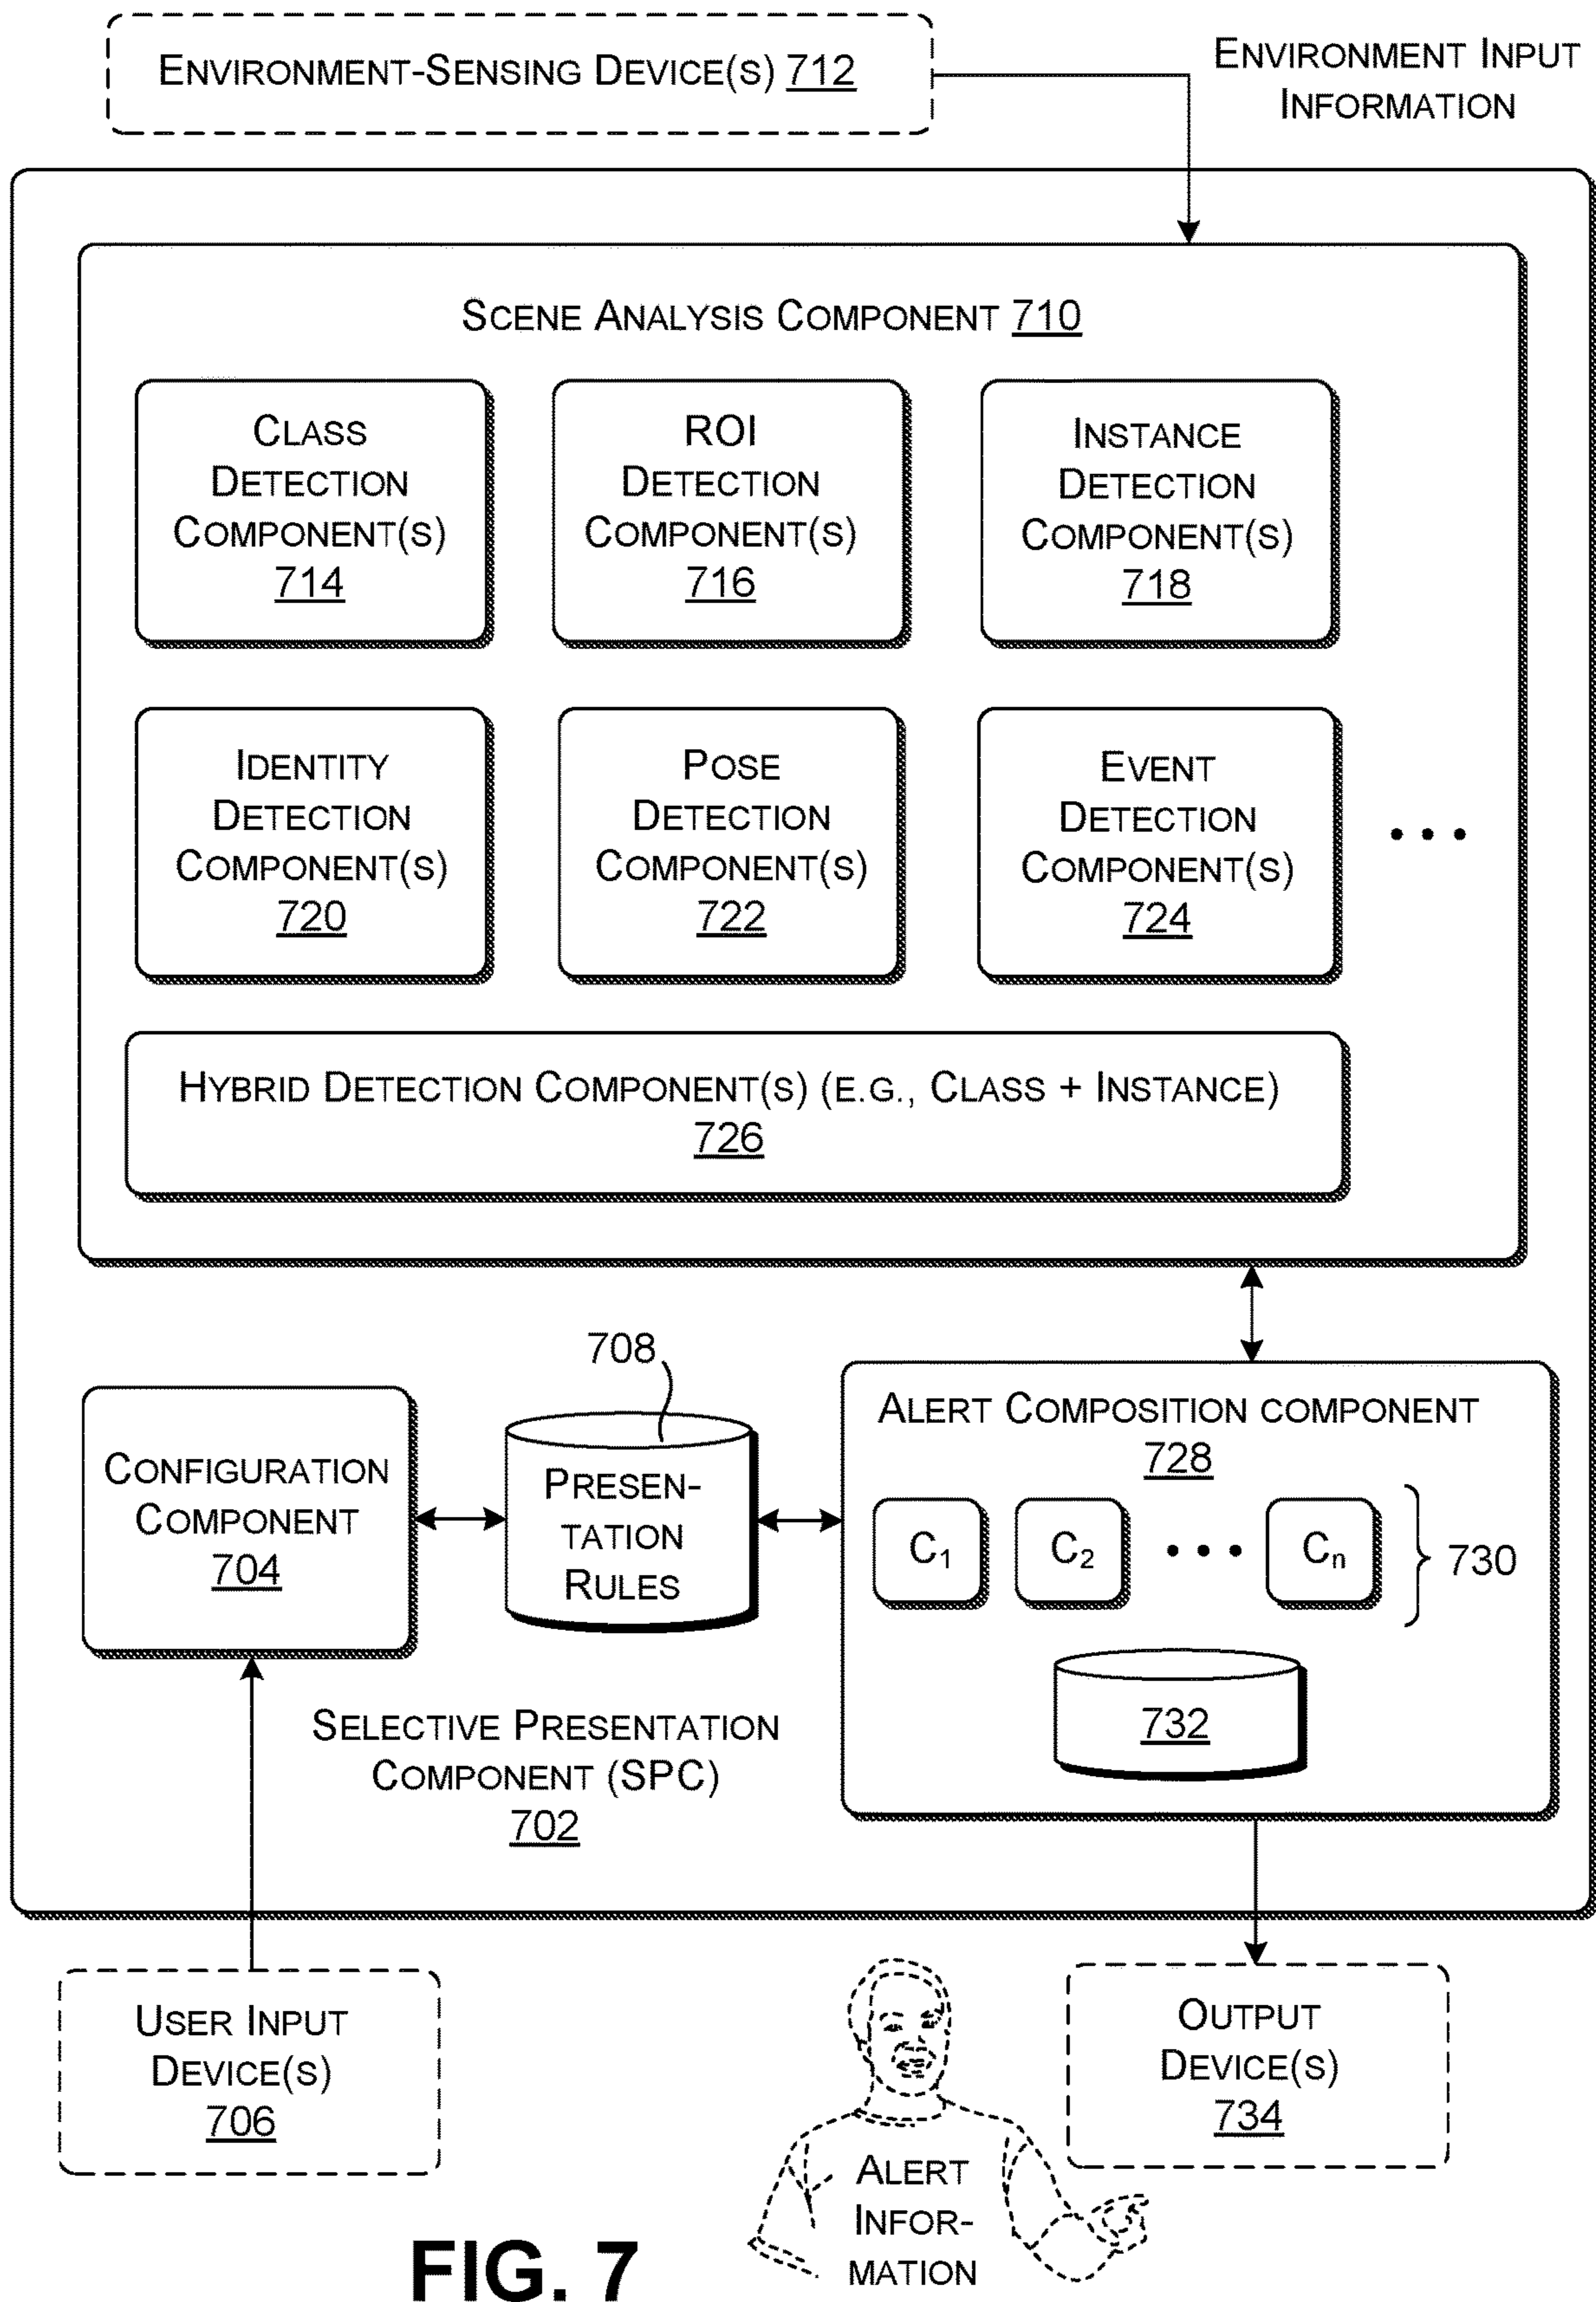 ENVIRONMENT-SENSING DEVICE(S) 712
ENVIRONMENT INPUT
INFORMATION
SCENE ANALYSIS COMPONENT 710
CLASS
DETECTION
COMPONENT(S)
714
ROI
DETECTION
COMPONENT(S)
716
INSTANCE
DETECTION
COMPONENT(S)
718
IDENTITY
DETECTION
COMPONENT(S)
720
POSE
DETECTION
COMPONENT(S)
722
EVENT
DETECTION
COMPONENT(S)
724
• • •
HYBRID DETECTION COMPONENT(S) (E.G., CLASS + INSTANCE)
726
CONFIGURATION
COMPONENT
704
708
PRESEN-
TATION
RULES
ALERT COMPOSITION COMPONENT
728
C1 C2 • • • Cn 730
732
SELECTIVE PRESENTATION
COMPONENT (SPC)
702
USER INPUT
DEVICE(S)
706
ALERT
INFOR-
MATION
OUTPUT
DEVICE(S)
734
FIG. 7